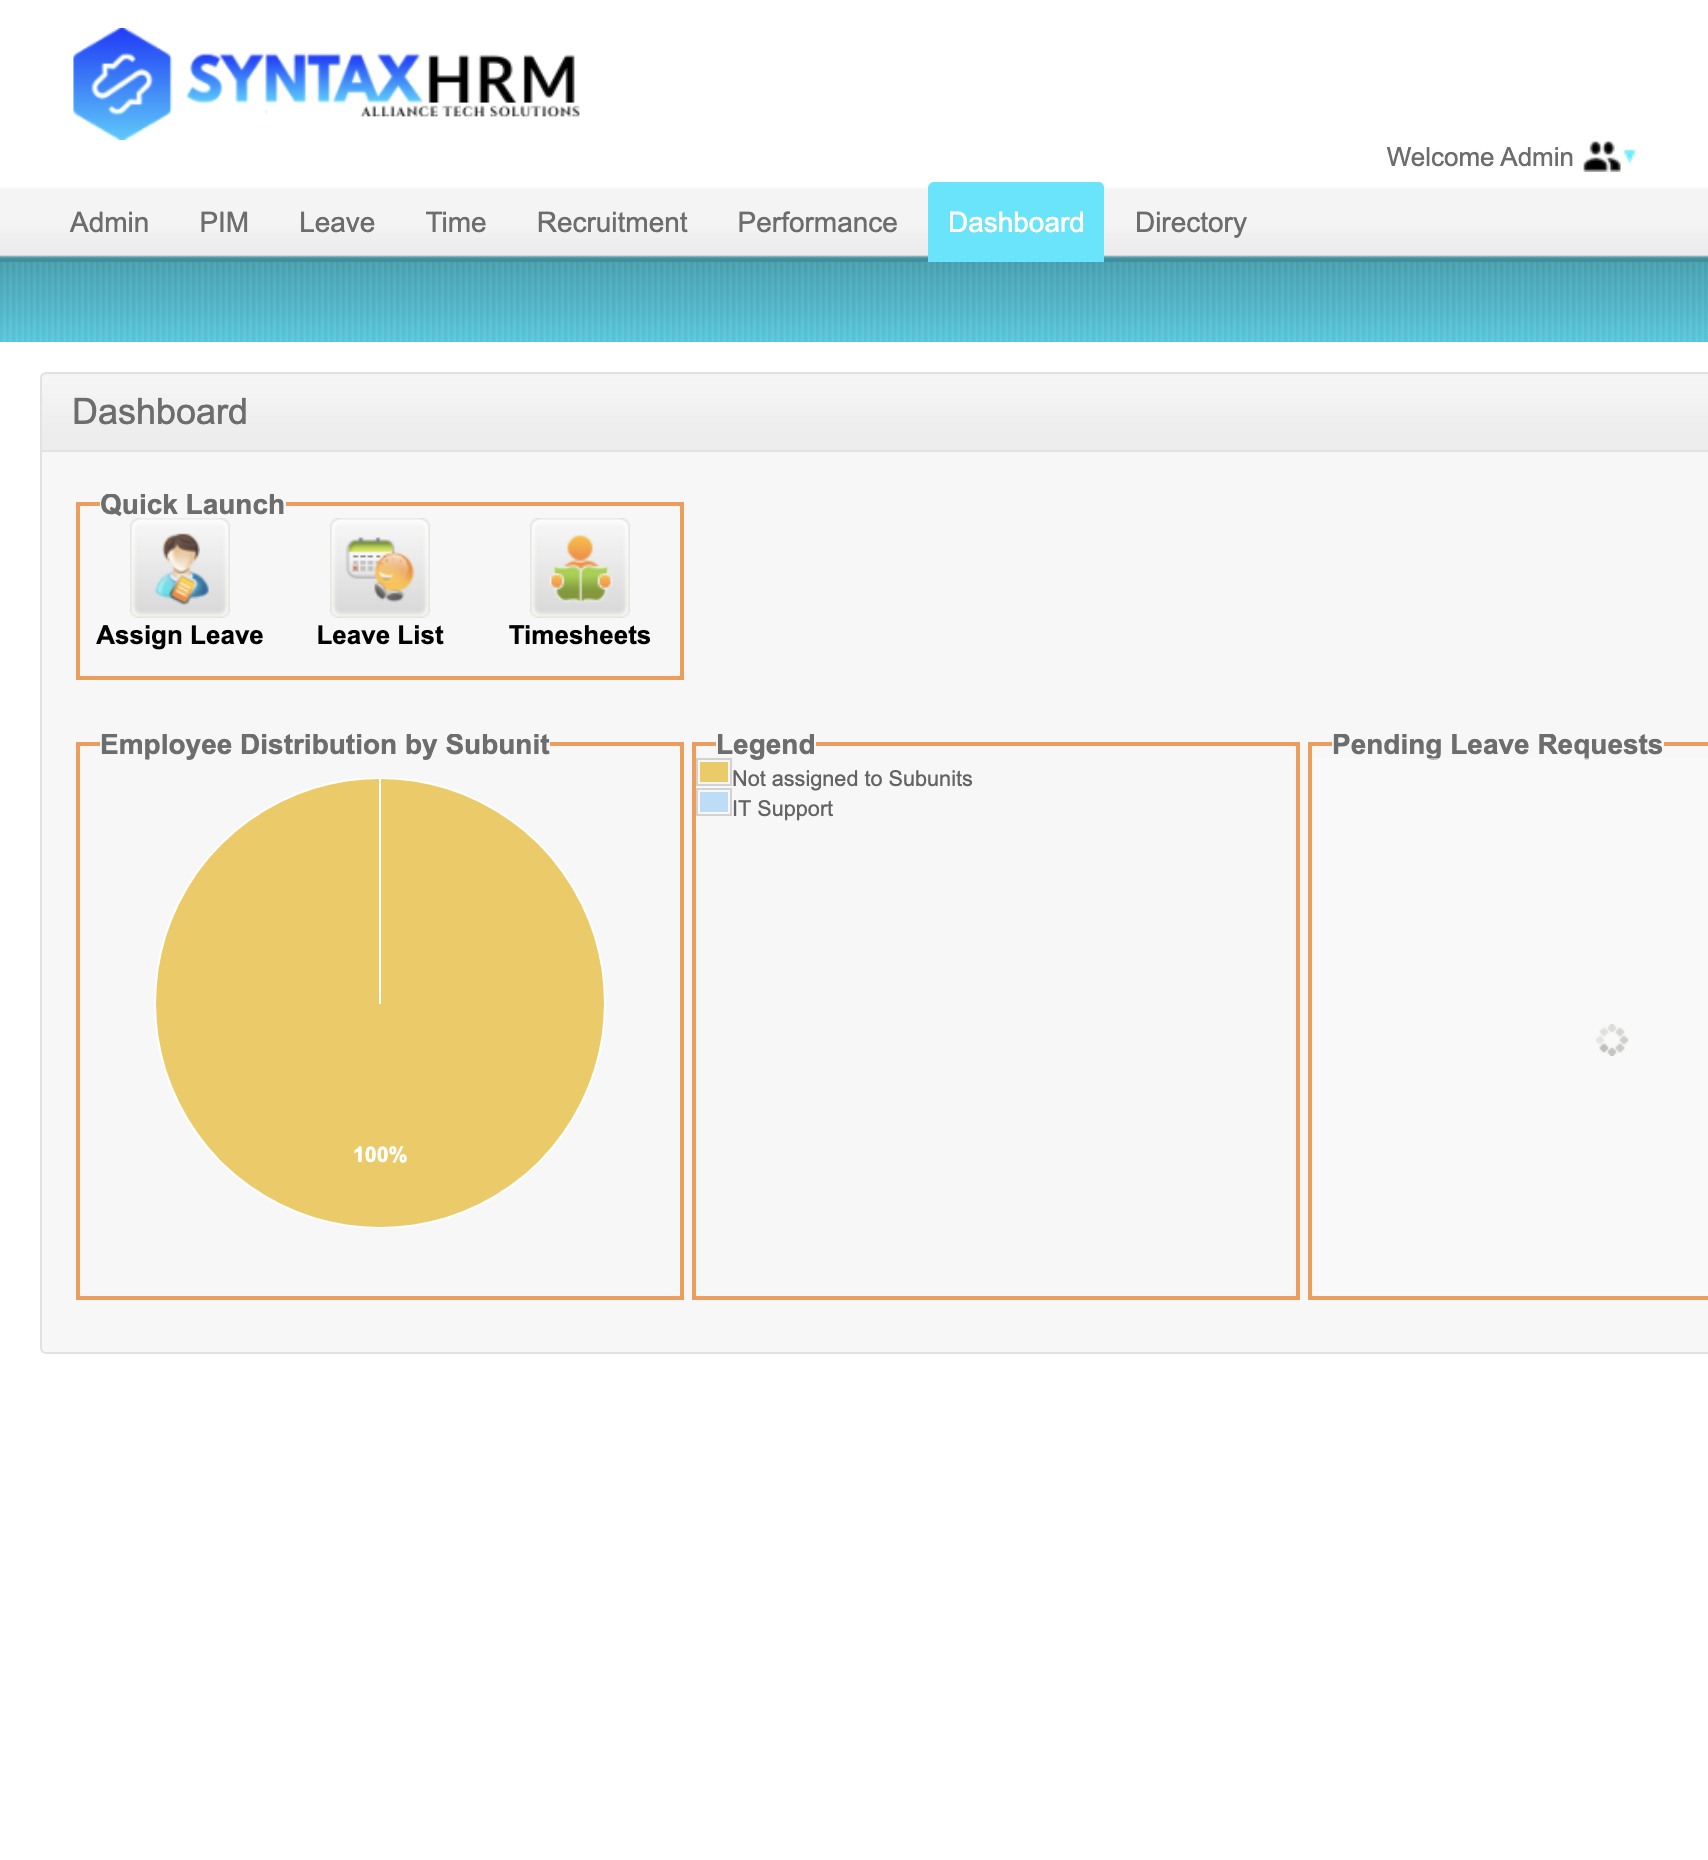 SYNTAXHRM
ALLIANCE TECH SOLUTIONS
Welcome Admin
Admin PIM Leave Time Recruitment Performance Dashboard Directory
Dashboard
Quick Launch
Assign Leave Leave List Timesheets
Employee Distribution by Subunit
100%
Legend
Not assigned to Subunits
IT Support
Pending Leave Requests